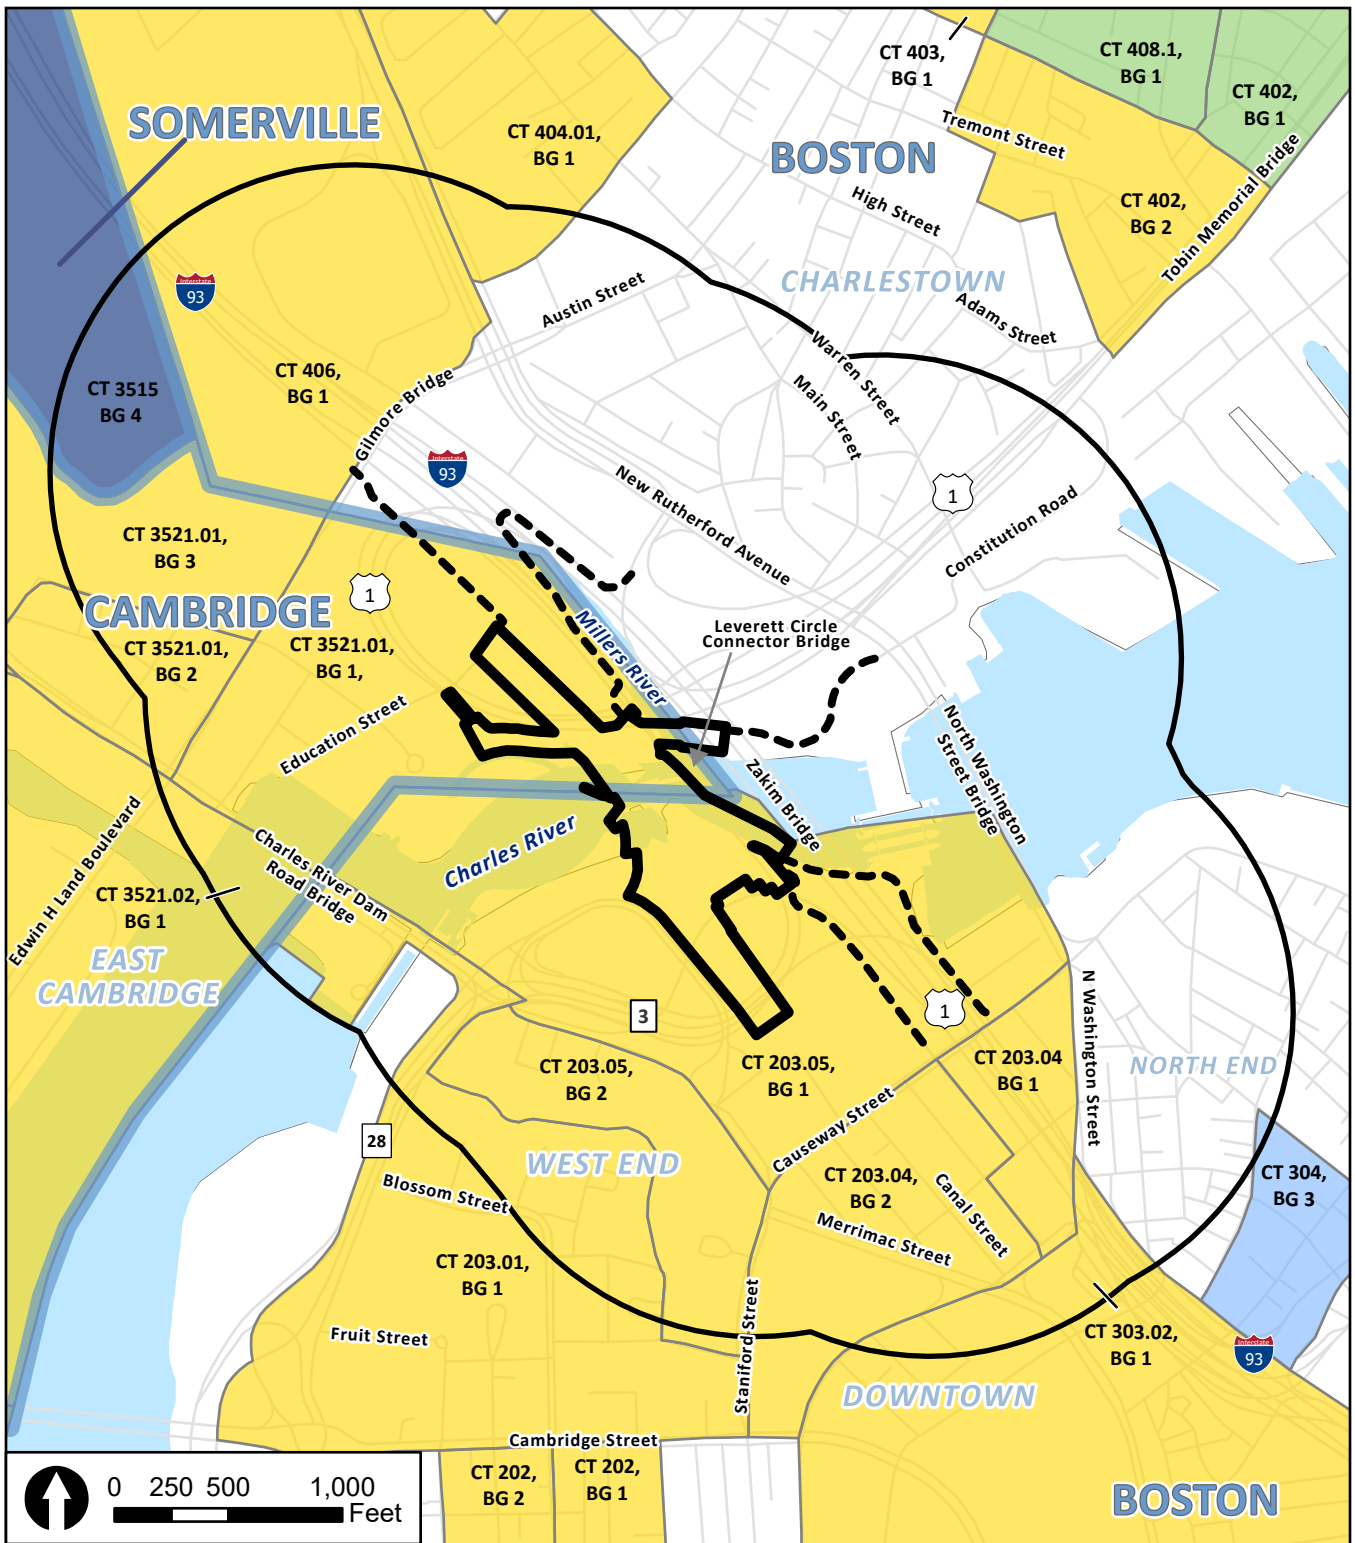 CT 403,
BG 1
CT 408.1,
BG 1
CT 402,
BG 1
SOMERVILLE
CT 404.01,
BG 1
Tremont Street
BOSTON
High Street
CT 402,
BG 2
Tobin Memorial Bridge
CHARLESTOWN
Interstate
93
Austin Street
Adams Street
Warren Street
Main Street
CT 3515
BG 4
CT 406,
BG 1
Gilmore Bridge
Interstate
93
New Rutherford Avenue
1
Constitution Road
CT 3521.01,
BG 3
1
CAMBRIDGE
CT 3521.01,
BG 2
CT 3521.01,
BG 1,
Millers River
Leverett Circle
Connector Bridge
Education Street
North Washington
Street Bridge
Zakim Bridge
Edwin H Land Boulevard
Charles River Dam
Road Bridge
Charles River
CT 3521.02,
BG 1
EAST
CAMBRIDGE
3
1
N Washington Street
CT 203.05,
BG 2
CT 203.05,
BG 1
CT 203.04
BG 1
NORTH END
Causeway Street
28
WEST END
Blossom Street
CT 203.04,
BG 2
Canal Street
Merrimac Street
CT 304,
BG 3
CT 203.01,
BG 1
Fruit Street
Staniford Street
CT 303.02,
BG 1
Interstate
93
DOWNTOWN
Cambridge Street
CT 202,
BG 2
CT 202,
BG 1
BOSTON
0 250 500 1,000
Feet